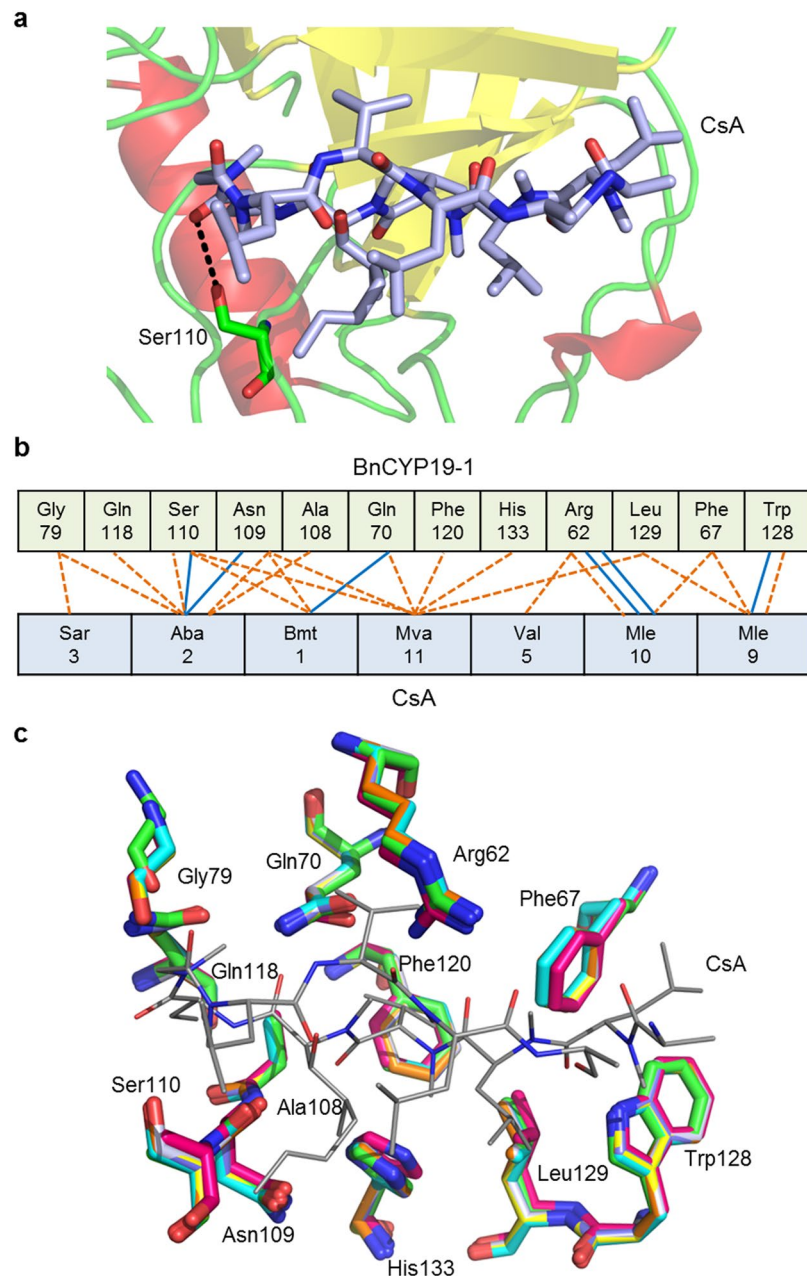 a
CsA
Ser110
b
BnCYP19-1
Gly Gln Ser Asn Ala Gln Phe His Arg Leu Phe Trp
79 118 110 109 108 70 120 133 62 129 67 128
Sar Aba Bmt Mva Val Mle Mle
3 2 1 11 5 10 9
CsA
c
Gly79
Gln70
Arg62
Phe67
Gln118
Phe120
CsA
Ser110
Ala108
Leu129
Trp128
Asn109
His133